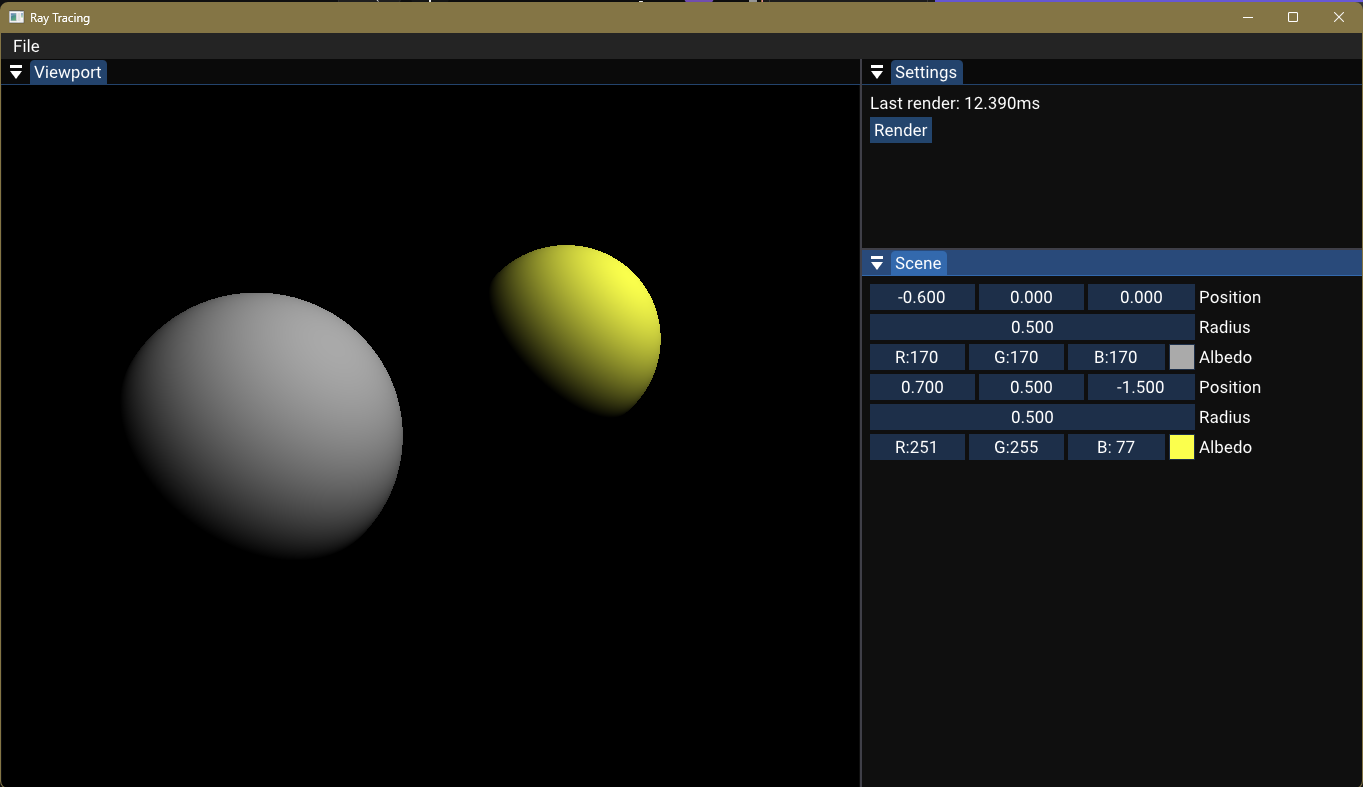 Ray Tracing
File
Viewport
Settings
Last render: 12.390ms
Render
Scene
-0.600 0.000 0.000 Position
0.500 Radius
R:170 G:170 B:170 Albedo
0.700 0.500 -1.500 Position
0.500 Radius
R:251 G:255 B: 77 Albedo